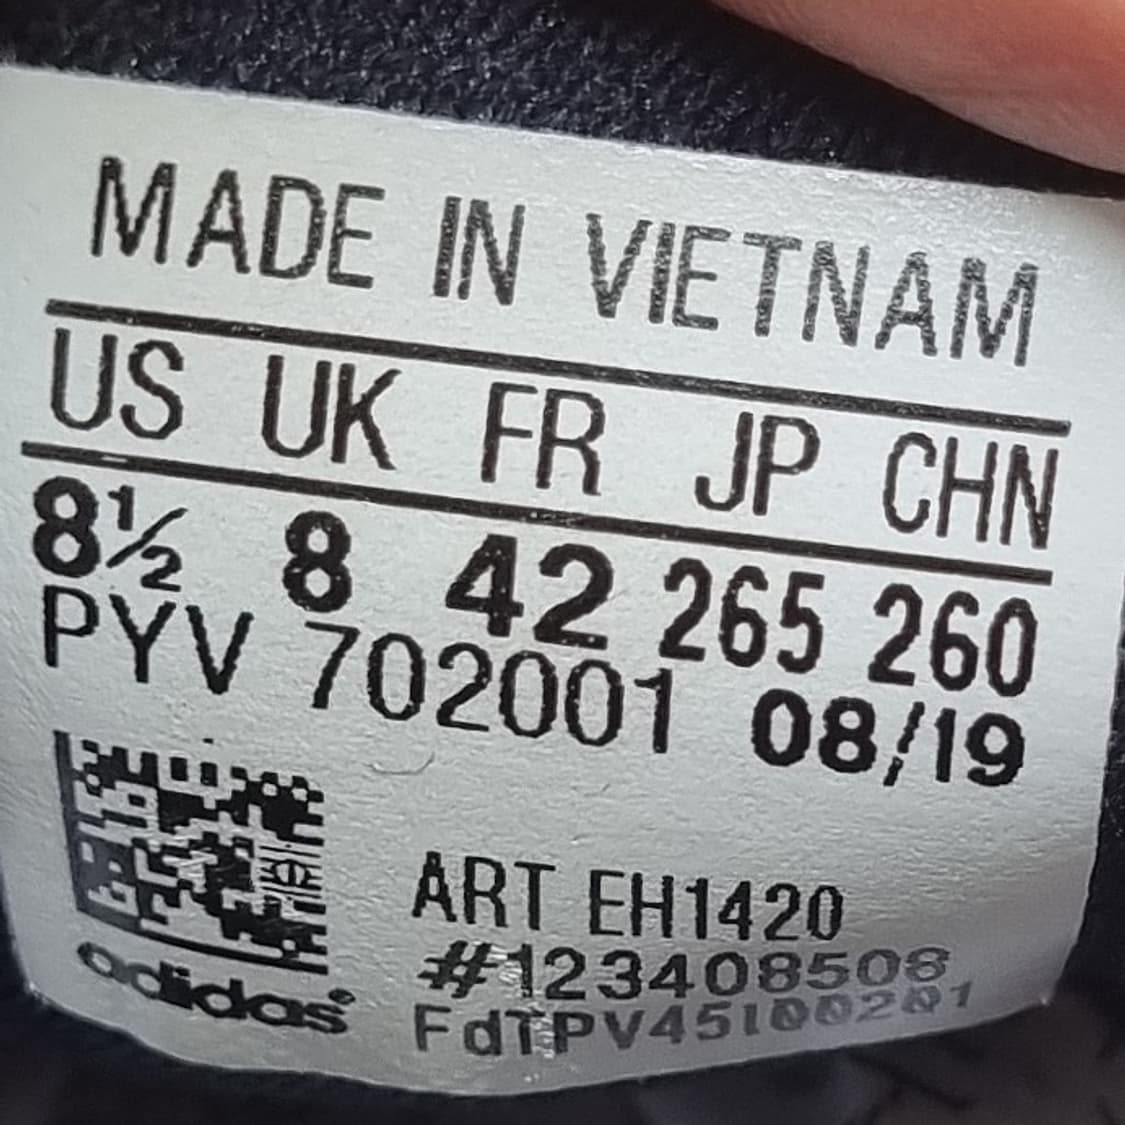 MADE IN VIETNAM
US UK FR JP CHN
8½ 8 42 265 260
PYV 702001 08/19
ART EH1420
#123408508
FdTPV45I00201
adidas